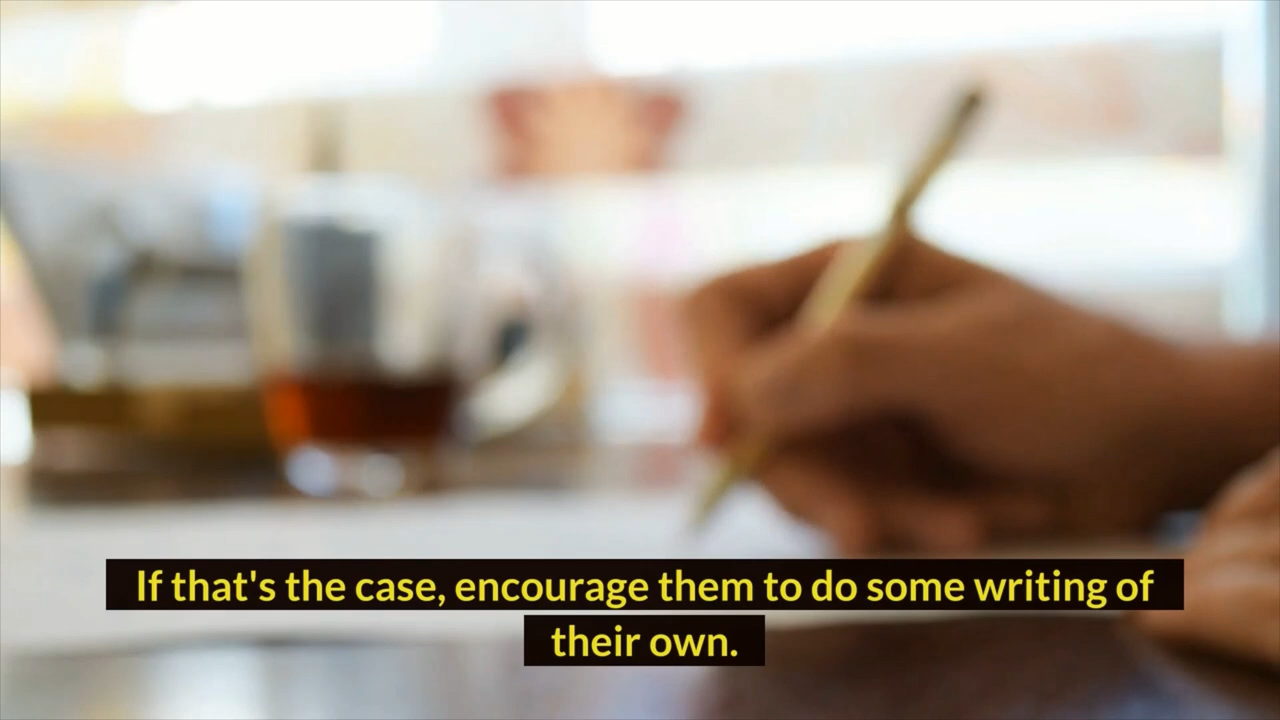 If that's the case, encourage them to do some writing of
their own.